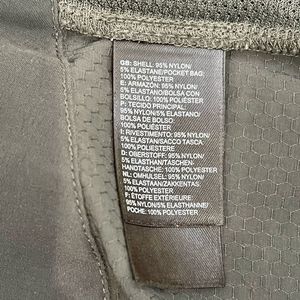 GB: SHELL: 95% NYLON/
5% ELASTANE/POCKET BAG:
100% POLYESTER
E: ARMAZÓN: 95% NYLON/
5% ELASTANO/BOLSA CON
BOLSILLO: 100% POLIÉSTER
P: TECIDO PRINCIPAL:
95% NYLON/5% ELASTANO/
BOLSA DE BOLSO:
100% POLIÉSTER
I: RIVESTIMENTO: 95% NYLON/
5% ELASTAN/SACCO TASCA:
100% POLIESTERE
D: OBERSTOFF: 95% NYLON/
5% ELASTHAN/TASCHEN-
HANDTASCHE: 100% POLYESTER
NL: OMHULSEL: 95% NYLON/
5% ELASTAAN/ZAKKENTAS:
100% POLYESTER
F: ÉTOFFE EXTÉRIEURE:
95% NYLON/5% ÉLASTHANNE/
POCHE: 100% POLYESTER